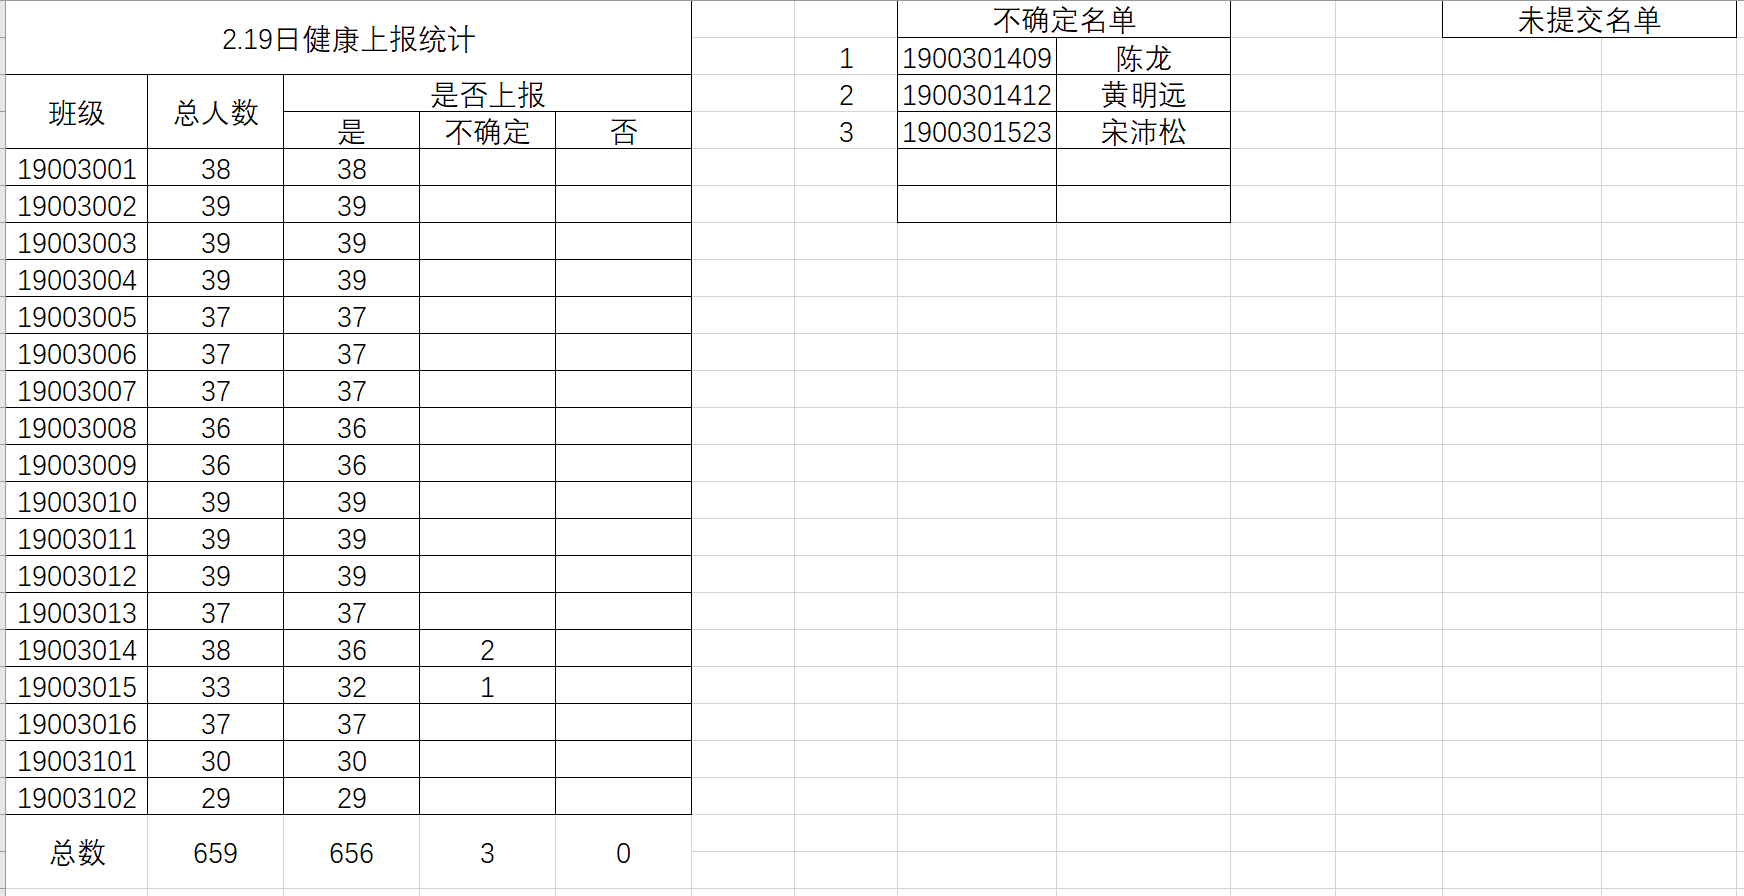 2.19日健康上报统计
班级 总人数 是否上报
是 不确定 否
19003001 38 38
19003002 39 39
19003003 39 39
19003004 39 39
19003005 37 37
19003006 37 37
19003007 37 37
19003008 36 36
19003009 36 36
19003010 39 39
19003011 39 39
19003012 39 39
19003013 37 37
19003014 38 36 2
19003015 33 32 1
19003016 37 37
19003101 30 30
19003102 29 29
总数 659 656 3 0
不确定名单
1 1900301409 陈龙
2 1900301412 黄明远
3 1900301523 宋沛松
未提交名单